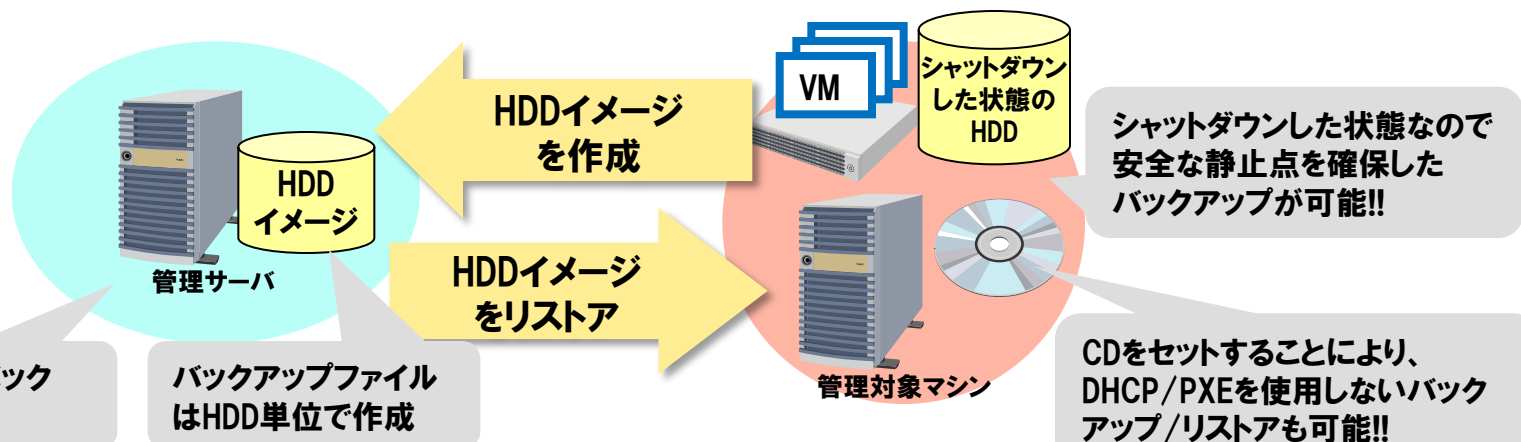 VM
シャットダウン
した状態の
HDD
HDDイメージ
を作成
シャットダウンした状態なので
安全な静止点を確保した
バックアップが可能!!
HDD
イメージ
管理サーバ
HDDイメージ
をリストア
管理対象マシン
ック
バックアップファイル
はHDD単位で作成
CDをセットすることにより、
DHCP/PXEを使用しないバック
アップ/リストアも可能!!